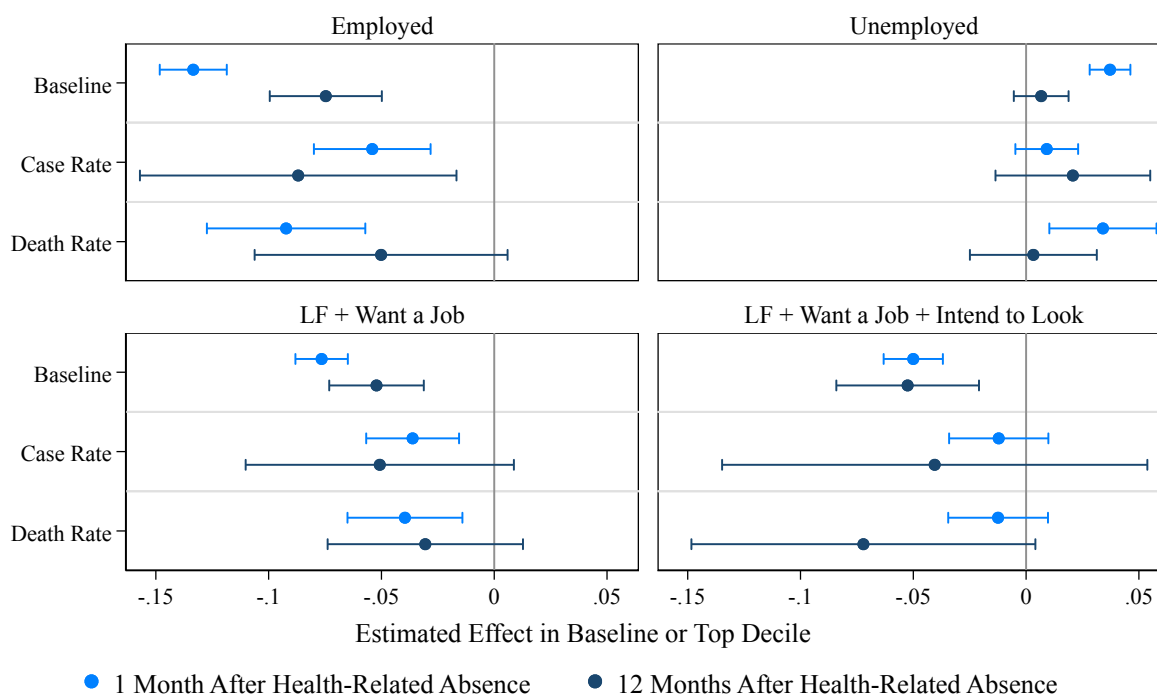 Employed
Unemployed
Baseline
Case Rate
Death Rate
LF + Want a Job
LF + Want a Job + Intend to Look
Baseline
Case Rate
Death Rate
-.15 -.1 -.05 0 .05
-.15 -.1 -.05 0 .05
Estimated Effect in Baseline or Top Decile
1 Month After Health-Related Absence
12 Months After Health-Related Absence